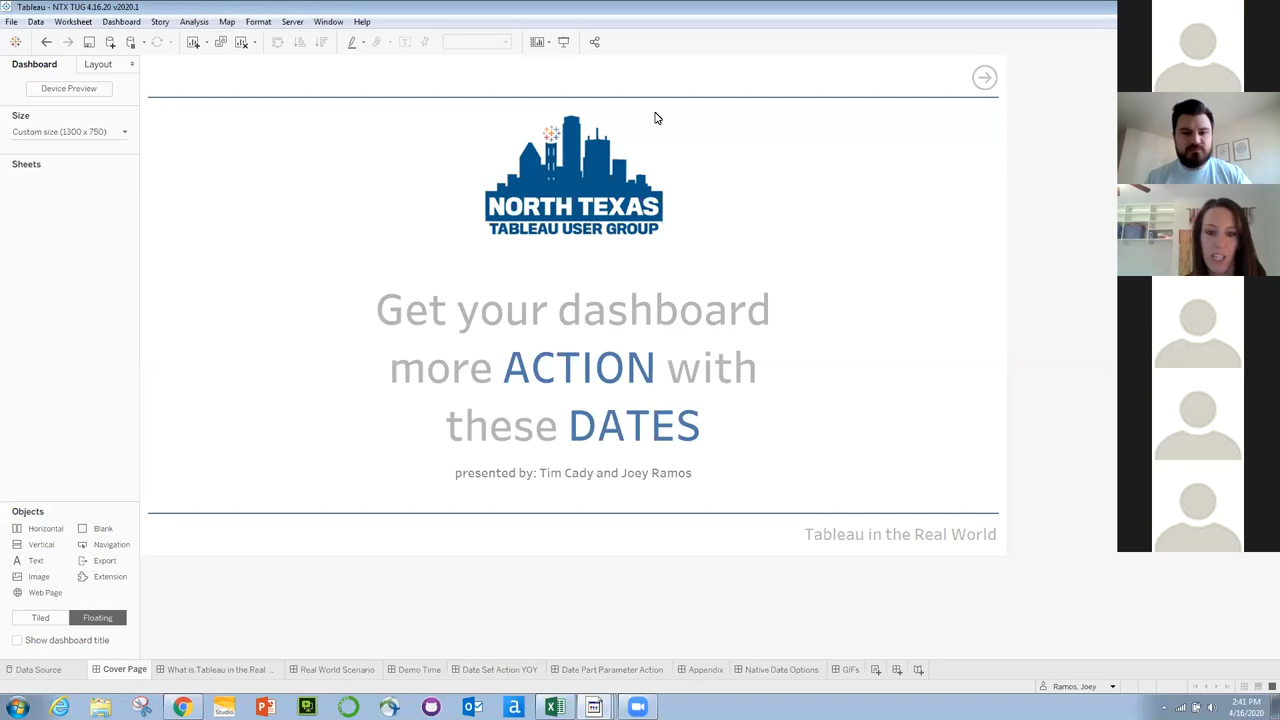 Tableau - NTX TUG 4.16.20 v2020.1
File Data Worksheet Dashboard Story Analysis Map Format Server Window Help
Dashboard Layout
Device Preview
Size
Custom size (1300 x 750)
Sheets
NORTH TEXAS
TABLEAU USER GROUP
Get your dashboard
more ACTION with
these DATES
presented by: Tim Cady and Joey Ramos
Tableau in the Real World
Objects
Horizontal Blank
Vertical Navigation
A Text Export
Image Extension
Web Page
Tiled Floating
Show dashboard title
Data Source Cover Page What is Tableau in the Real ... Real World Scenario Demo Time Date Set Action YOY Date Part Parameter Action Appendix Native Date Options GIFs
Ramos, Joey
Studio
2:41 PM
4/16/2020